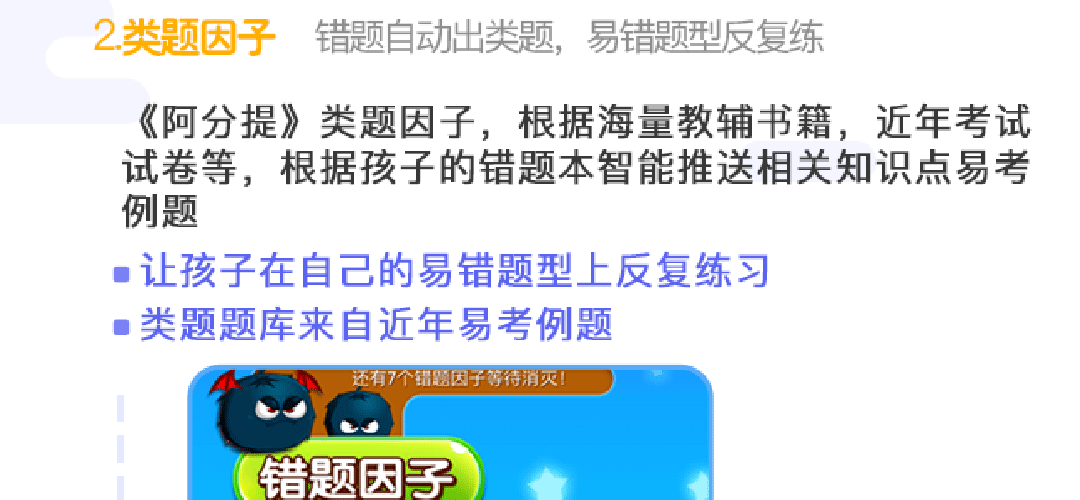 2.类题因子 错题自动出类题，易错题型反复练
《阿分提》类题因子，根据海量教辅书籍，近年考试
试卷等，根据孩子的错题本智能推送相关知识点易考
例题
让孩子在自己的易错题型上反复练习
类题题库来自近年易考例题
还有7个错题因子等待消灭！
错题因子